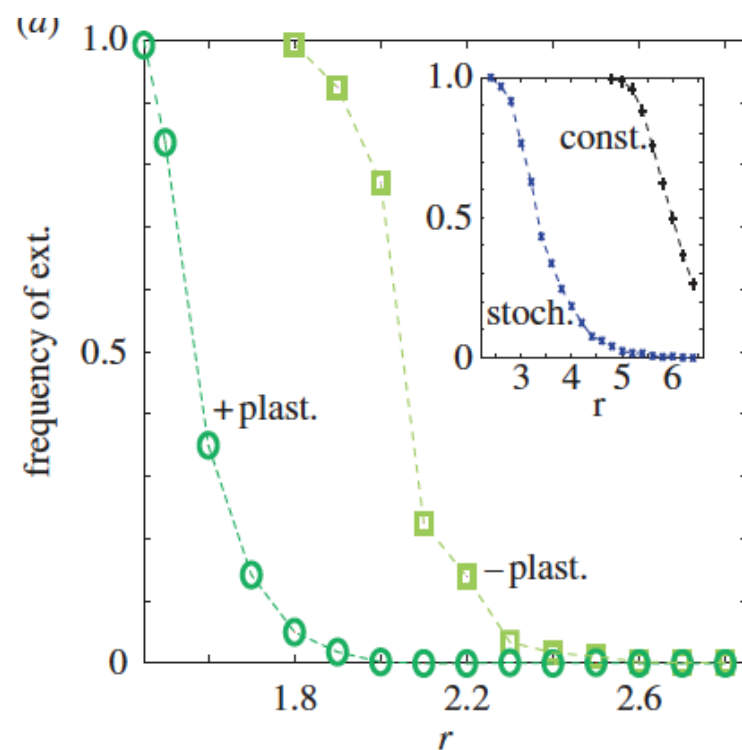 (a)
1.0
1.0
const.
frequency of ext.
0.5
0.5
stoch.
0
3 4 5 6
r
+plast.
–plast.
0
1.8 2.2 2.6
r